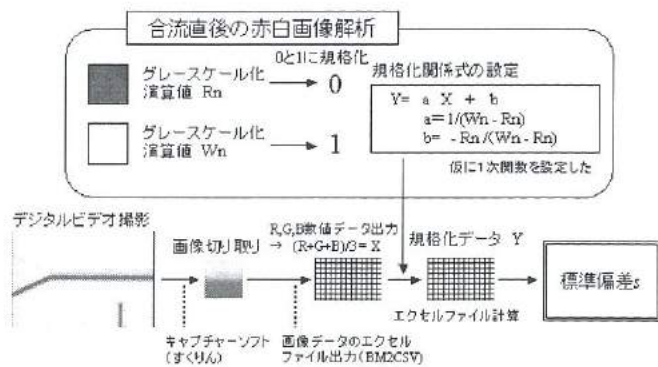 合流直後の赤白画像解析
0と1に規格化
グレースケール化
演算値 Rn
0
グレースケール化
演算値 Wn
1
規格化関係式の設定
Y= a X + b
a=1/(Wn - Rn)
b= -Rn/(Wn - Rn)
仮に1次関数を設定した
デジタルビデオ撮影
画像切り取り
R,G,B数値データ出力
→ (R+G+B)/3= X
規格化データ Y
標準偏差s
エクセルファイル計算
キャプチャーソフト
(すくりん)
画像データのエクセル
ファイル出力(BM2CSV)